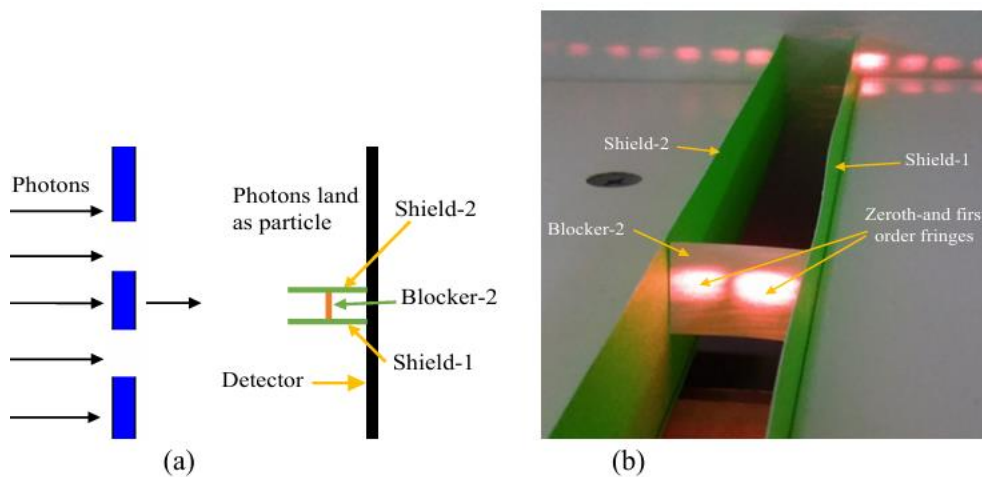 Photons
Photons land
as particle
Shield-2
Blocker-2
Shield-1
Detector
(a)
Shield-2
Shield-1
Blocker-2
Zeroth-and firs
order fringes
(b)